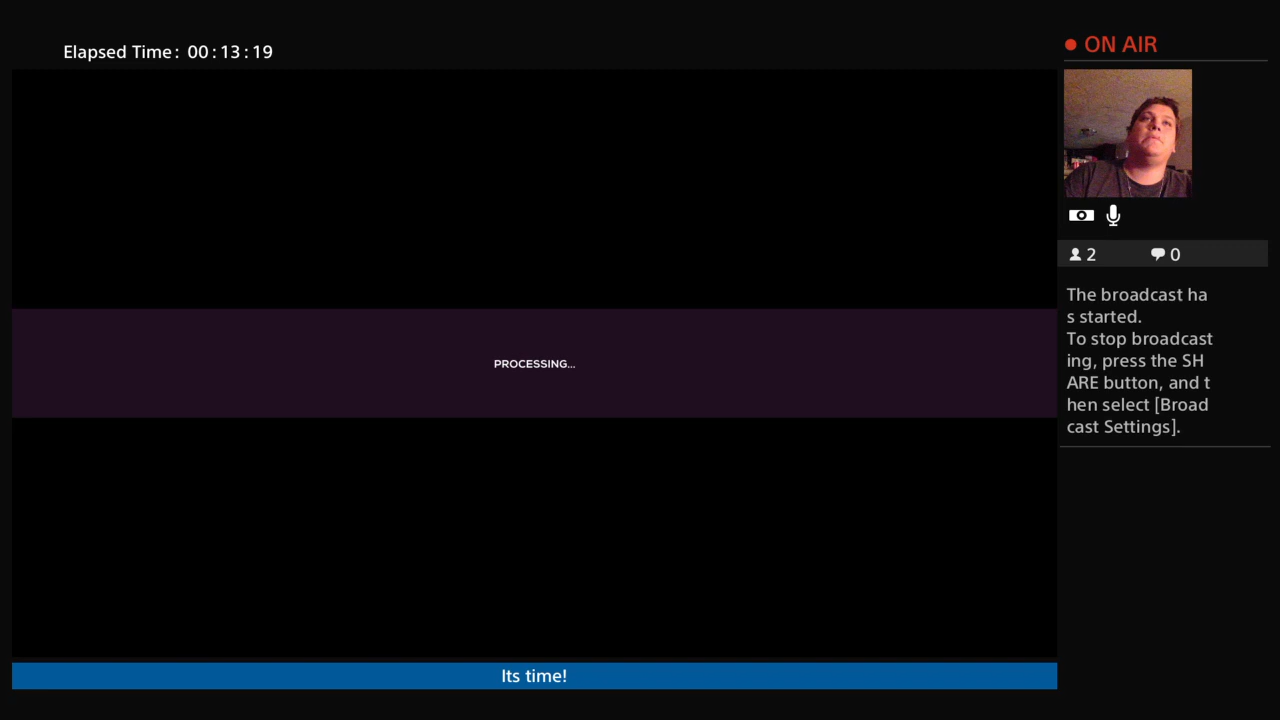 Elapsed Time: 00:13:19
ON AIR
2
0
The broadcast ha
s started.
To stop broadcast
ing, press the SH
ARE button, and t
hen select [Broad
cast Settings].
PROCESSING...
Its time!